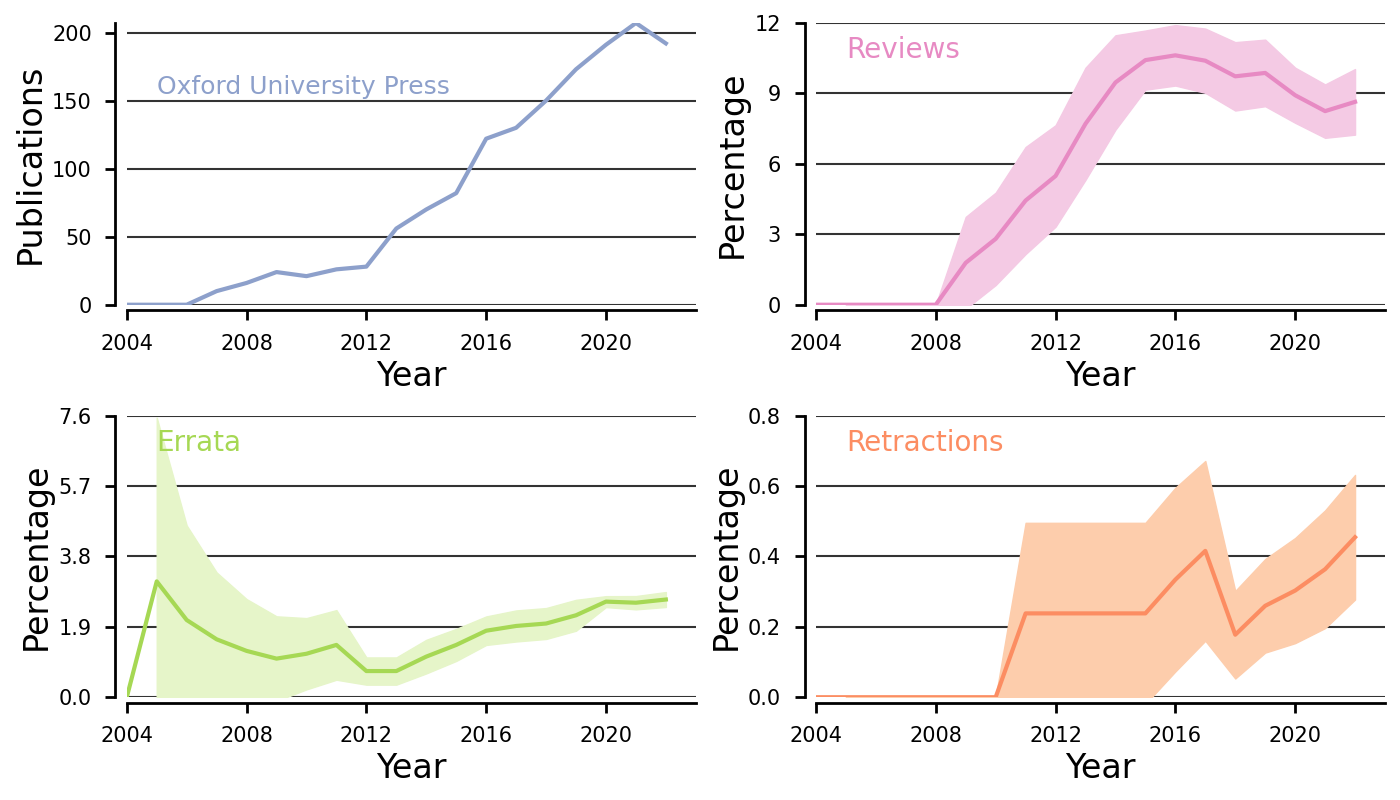 200
150
100
50
0
Publications
Oxford University Press
2004 2008 2012 2016 2020
Year
12
9
6
3
0
Percentage
Reviews
2004 2008 2012 2016 2020
Year
7.6
5.7
3.8
1.9
0.0
Percentage
Errata
2004 2008 2012 2016 2020
Year
0.8
0.6
0.4
0.2
0.0
Percentage
Retractions
2004 2008 2012 2016 2020
Year